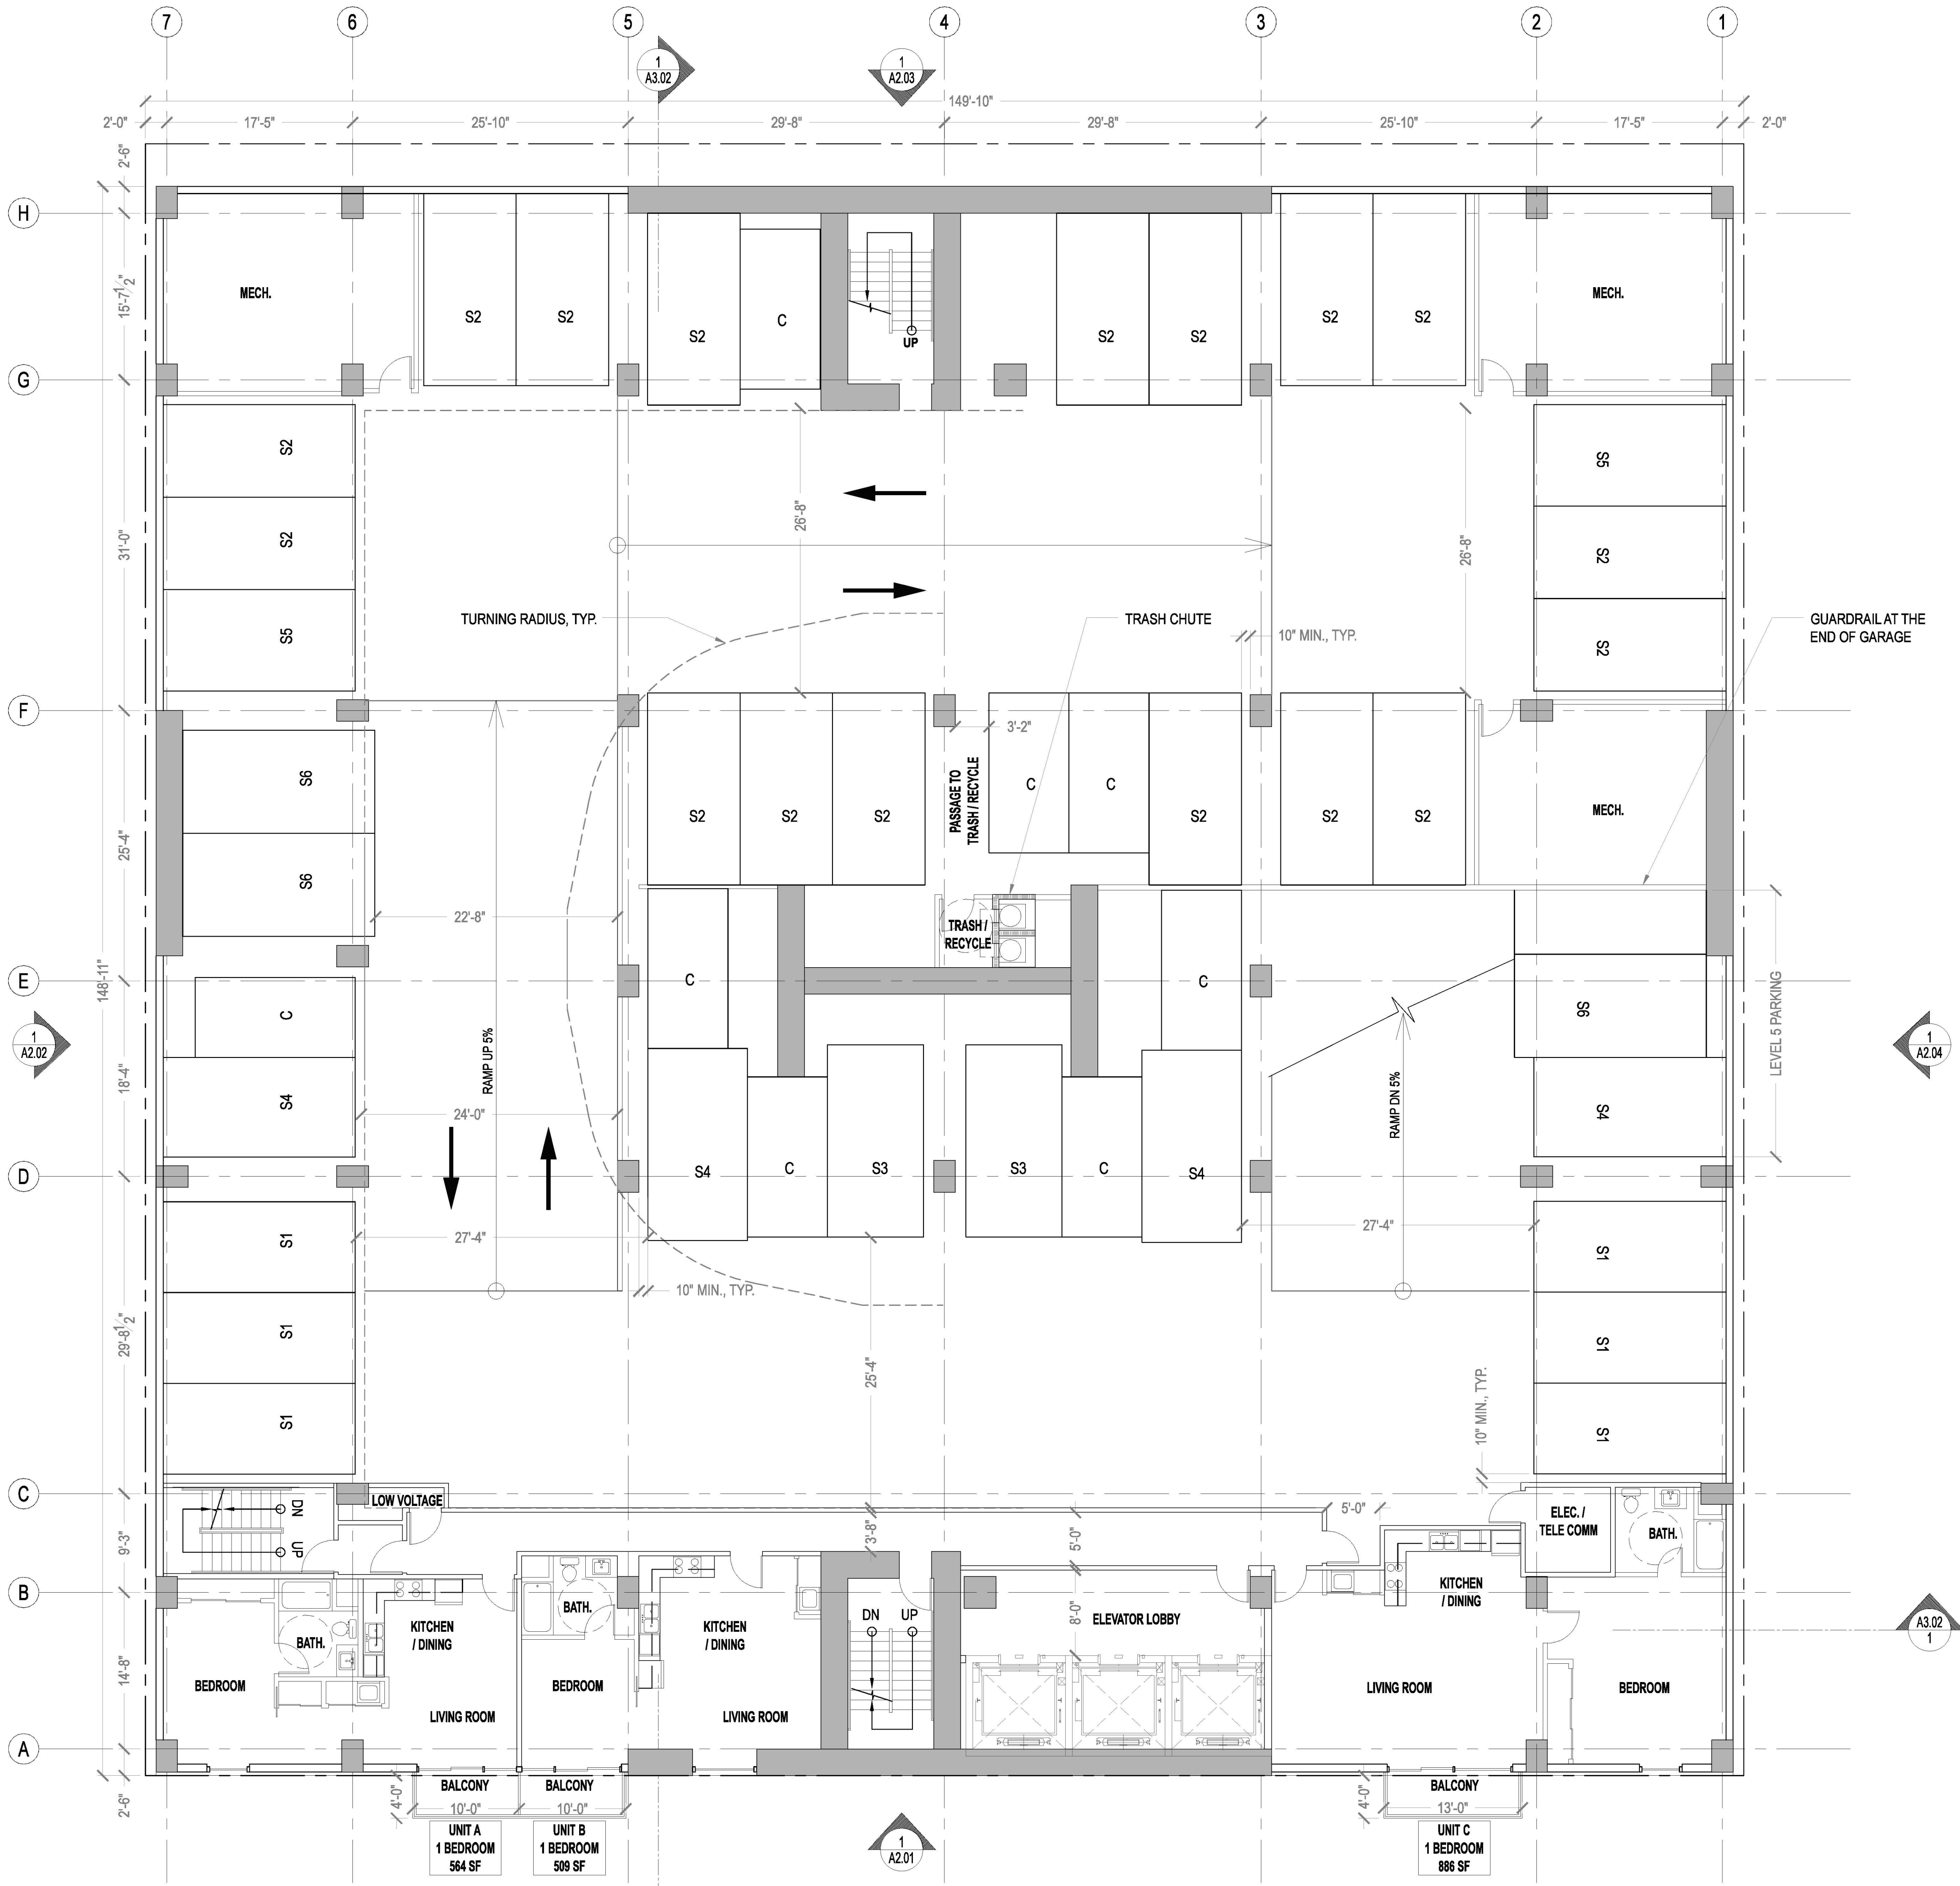 7
6
5
4
3
2
1
1
A3.02
1
A2.03
149'-10"
2'-0"
17'-5"
25'-10"
29'-8"
29'-8"
25'-10"
17'-5"
2'-0"
2'-6"
H
15'-7 1/2"
MECH.
S2
S2
S2
C
UP
S2
S2
S2
S2
MECH.
G
S2
S2
S5
31'-0"
26'-8"
26'-8"
S5
S2
S2
TURNING RADIUS, TYP.
TRASH CHUTE
10" MIN., TYP.
GUARDRAIL AT THE
END OF GARAGE
F
3'-2"
S6
S6
25'-4"
S2
S2
S2
PASSAGE TO
TRASH / RECYCLE
C
C
S2
S2
S2
MECH.
22'-8"
TRASH /
RECYCLE
148'-11"
E
C
C
C
S6
LEVEL 5 PARKING
1
A2.02
1
A2.04
18'-4"
S4
RAMP UP 5%
RAMP DN 5%
S4
24'-0"
D
S4
C
S3
S3
C
S4
S1
S1
S1
27'-4"
27'-4"
S1
S1
S1
10" MIN., TYP.
29'-8 1/2"
25'-4"
10" MIN., TYP.
C
LOW VOLTAGE
DN
UP
9'-3"
3'-8"
5'-0"
5'-0"
ELEC. /
TELE COMM
BATH.
B
BATH.
BATH.
KITCHEN
/ DINING
KITCHEN
/ DINING
DN
UP
8'-0"
ELEVATOR LOBBY
KITCHEN
/ DINING
A3.02
1
14'-8"
BEDROOM
BEDROOM
LIVING ROOM
LIVING ROOM
LIVING ROOM
BEDROOM
A
2'-6"
4'-0"
BALCONY
BALCONY
10'-0"
10'-0"
4'-0"
BALCONY
13'-0"
UNIT A
1 BEDROOM
564 SF
UNIT B
1 BEDROOM
509 SF
1
A2.01
UNIT C
1 BEDROOM
886 SF